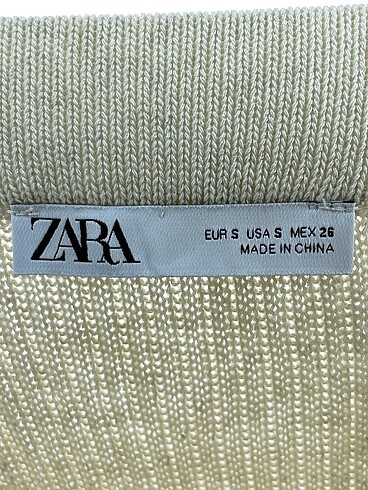 ZARA
EUR S USA S MEX 26
MADE IN CHINA